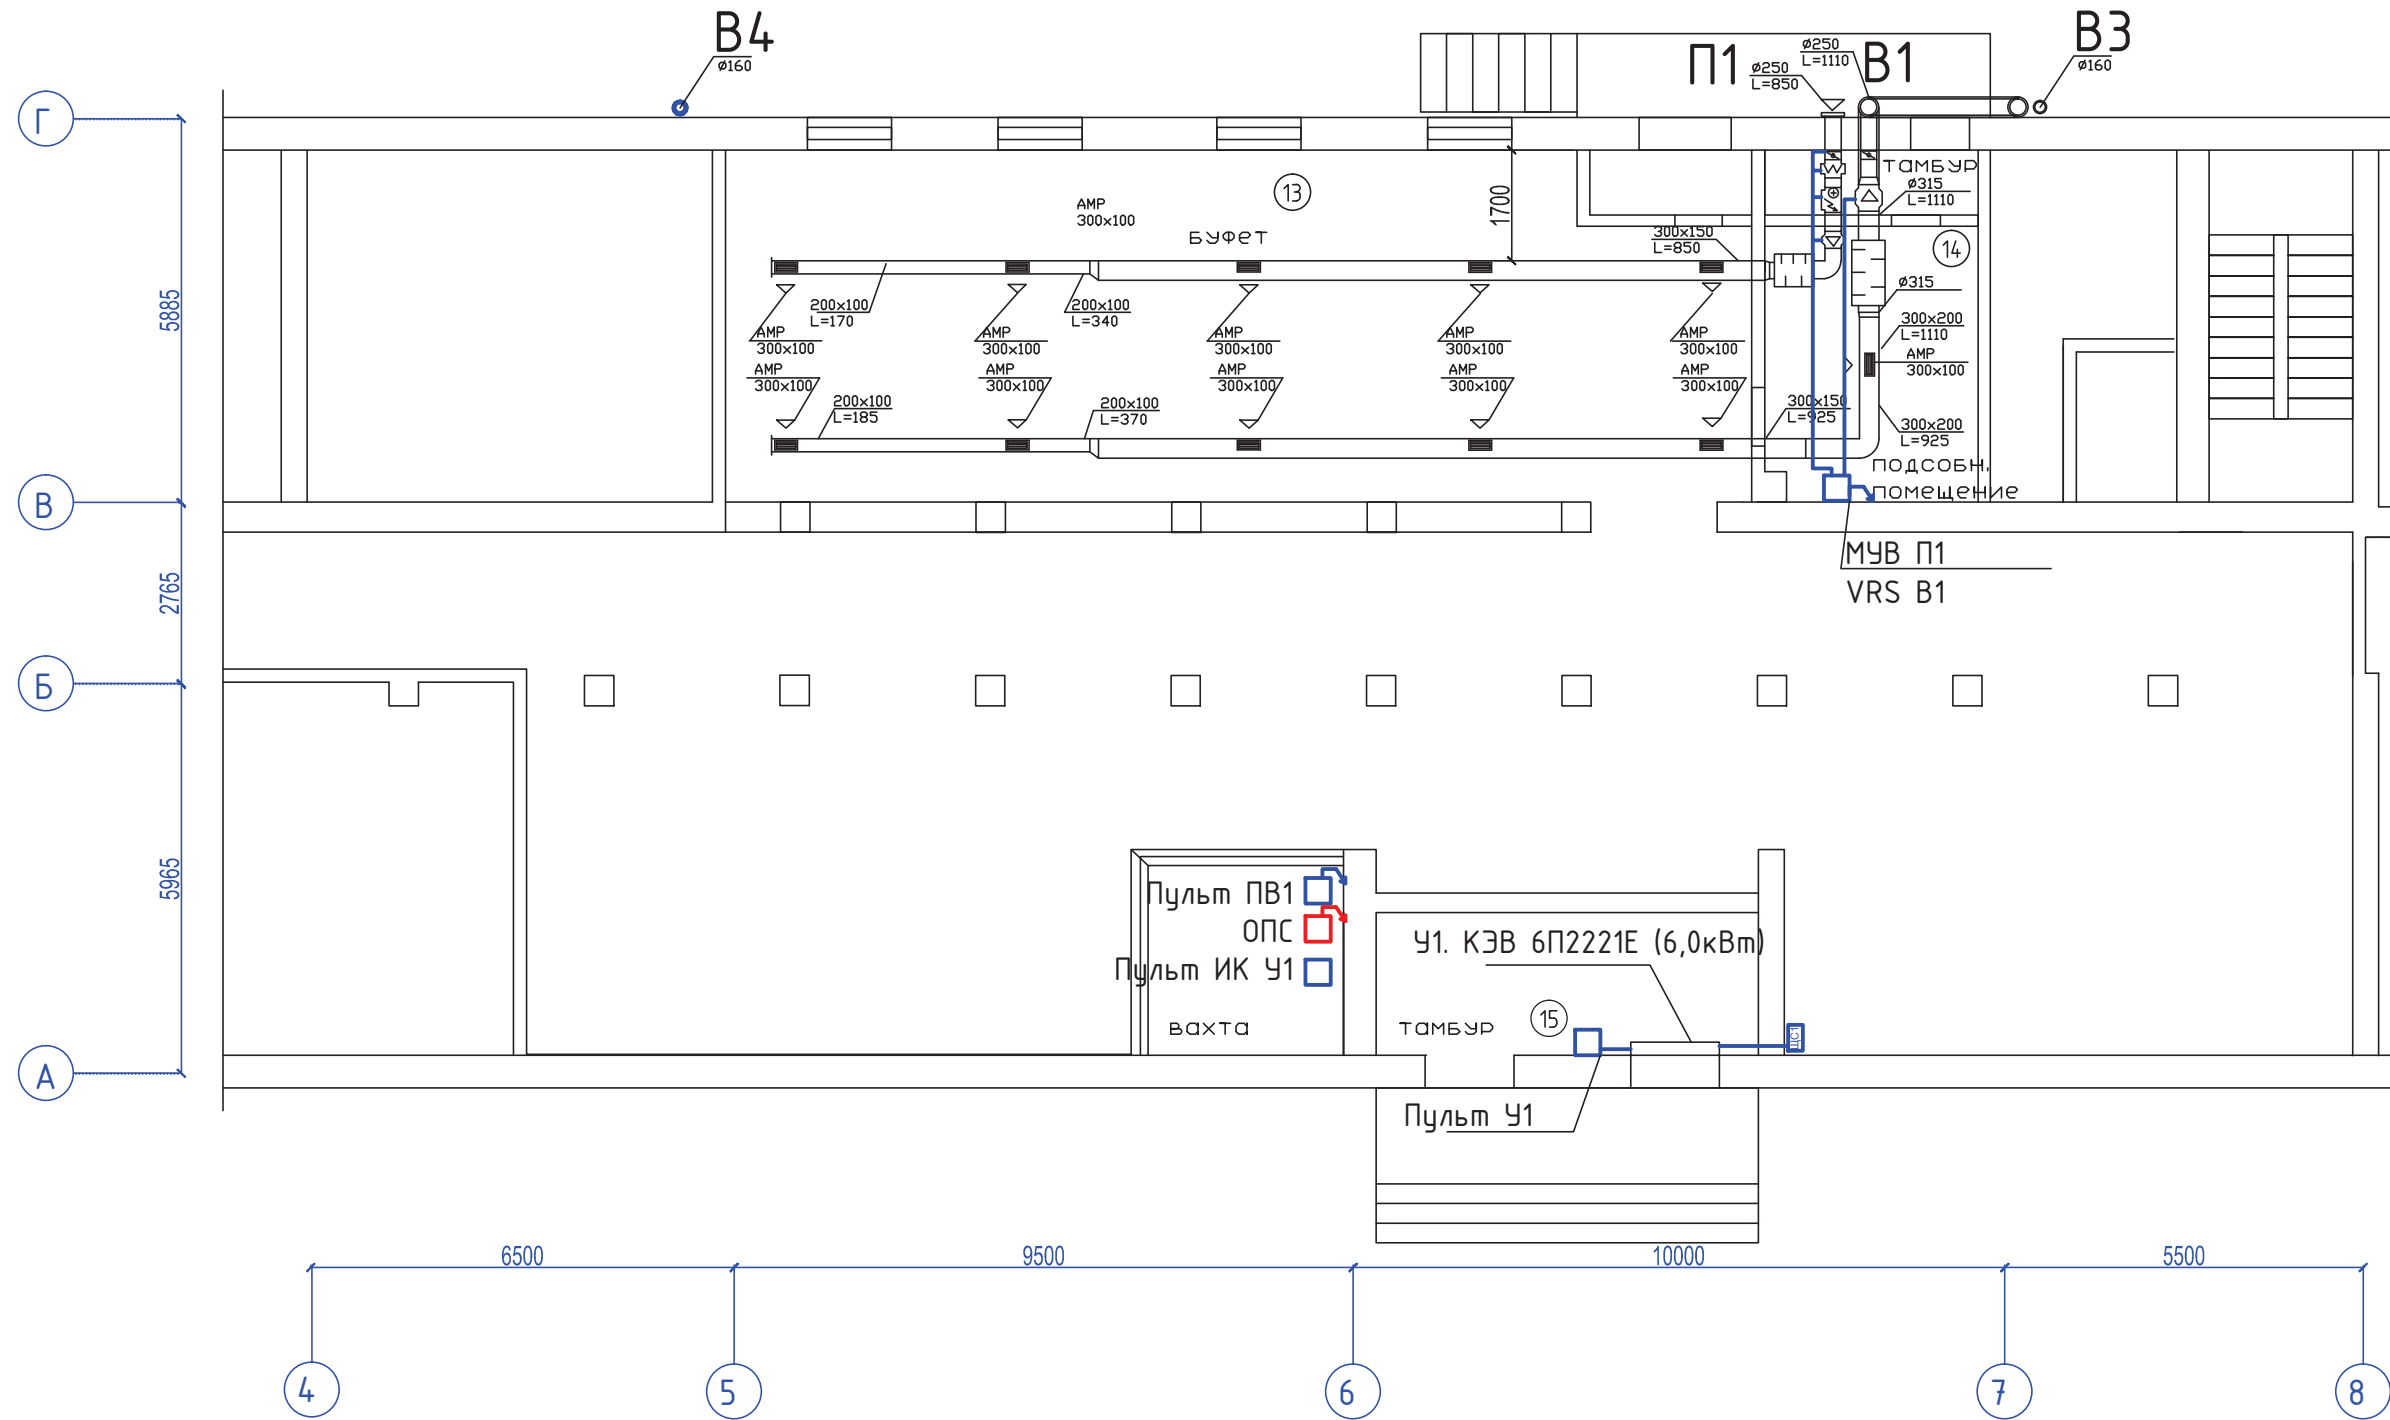 В4
ø160
П1
ø250
L=850
ø250
L=1110
В1
В3
ø160
Г
В
Б
А
5885
2765
5965
13
АМР
300х100
БУФеТ
1700
300х150
L=850
ТАМБУР
ø315
L=1110
14
ø315
300х200
L=1110
АМР
300х100
300х200
L=925
200х100
L=170
200х100
L=340
АМР
300х100
АМР
300х100
АМР
300х100
АМР
300х100
АМР
300х100
АМР
300х100
АМР
300х100
АМР
300х100
АМР
300х100
АМР
300х100
200х100
L=185
200х100
L=370
300х150
L=925
ПОДСОБН.
ПОМеЩеНИе
МУВ П1
VRS В1
Пульт ПВ1
ОПС
Пульт ИК У1
ВАХТА
У1. КЭВ 6П2221Е (6,0кВт)
ТАМБУР
15
ЩС1
Пульт У1
6500
9500
10000
5500
4
5
6
7
8